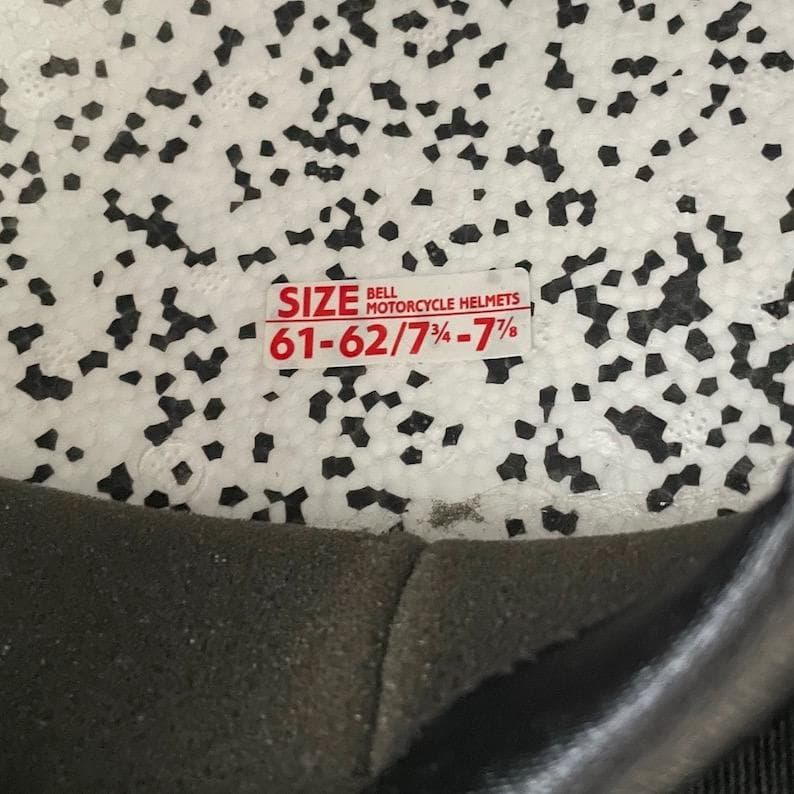 SIZE BELL
MOTORCYCLE HELMETS
61-62/7¾-7⅞